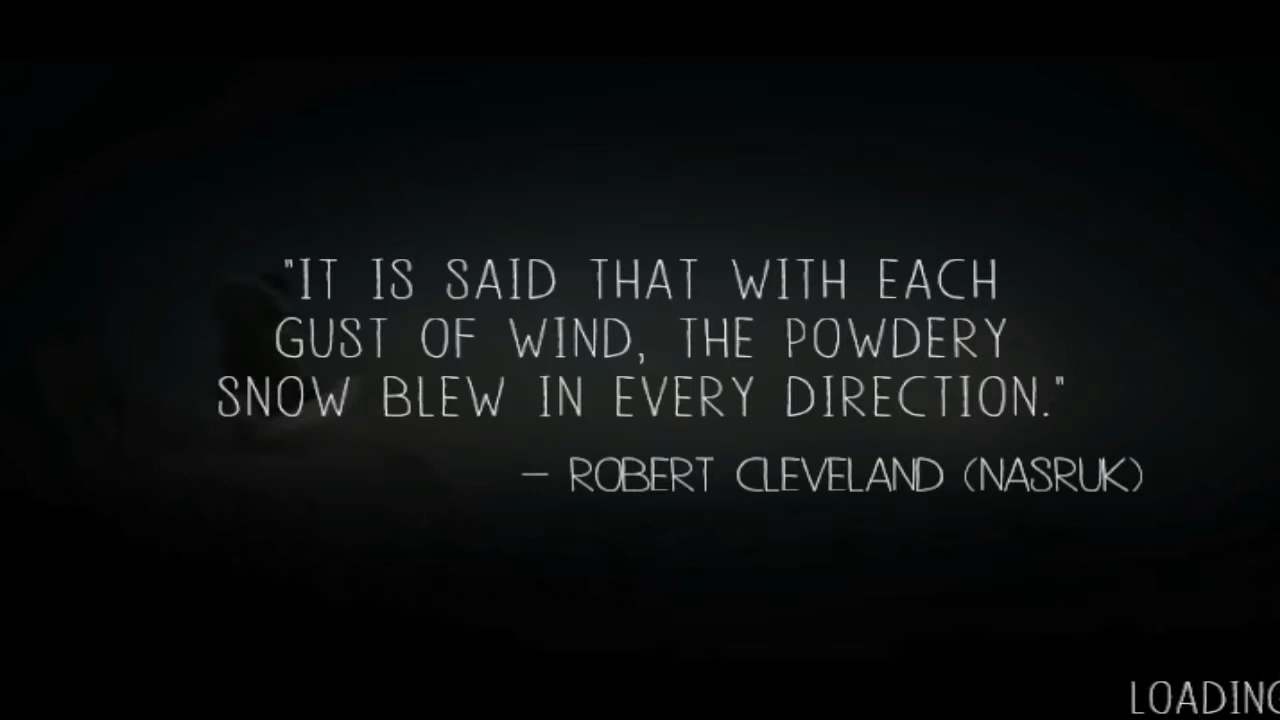 "IT IS SAID THAT WITH EACH
GUST OF WIND, THE POWDERY
SNOW BLEW IN EVERY DIRECTION."
— ROBERT CLEVELAND (NASRUK)
LOADING